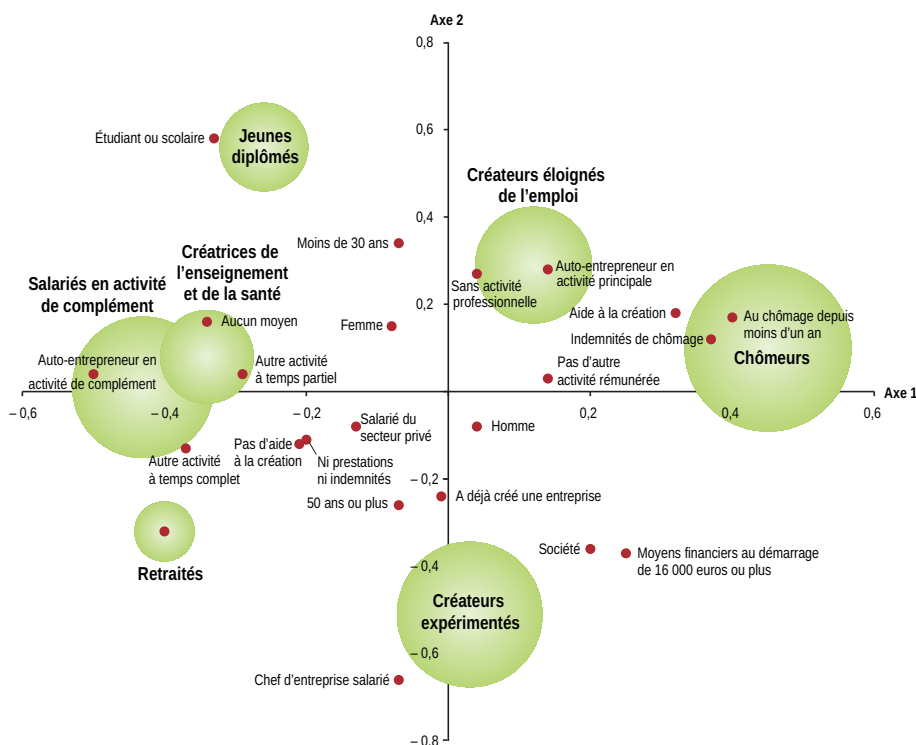 Axe 2
0,8
0,6
Étudiant ou scolaire
Jeunes
diplômés
Créateurs éloignés
de l’emploi
0,4
Moins de 30 ans
Créatrices de
l’enseignement
et de la santé
Salariés en activité
de complément
Sans activité
professionnelle
Auto-entrepreneur en
activité principale
0,2
Aucun moyen
Femme
Aide à la création
Indemnités de chômage
Au chômage depuis
moins d’un an
Chômeurs
Auto-entrepreneur en
activité de complément
Autre activité
à temps partiel
Pas d’autre
activité rémunérée
Axe 1
– 0,6
– 0,4
– 0,2
0,2
0,4
0,6
Salarié du
secteur privé
Homme
Autre activité
à temps complet
Pas d’aide
à la création
Ni prestations
ni indemnités
– 0,2
50 ans ou plus
A déjà créé une entreprise
Retraités
Société
Moyens financiers au démarrage
de 16 000 euros ou plus
– 0,4
Créateurs
expérimentés
– 0,6
Chef d’entreprise salarié
– 0,8